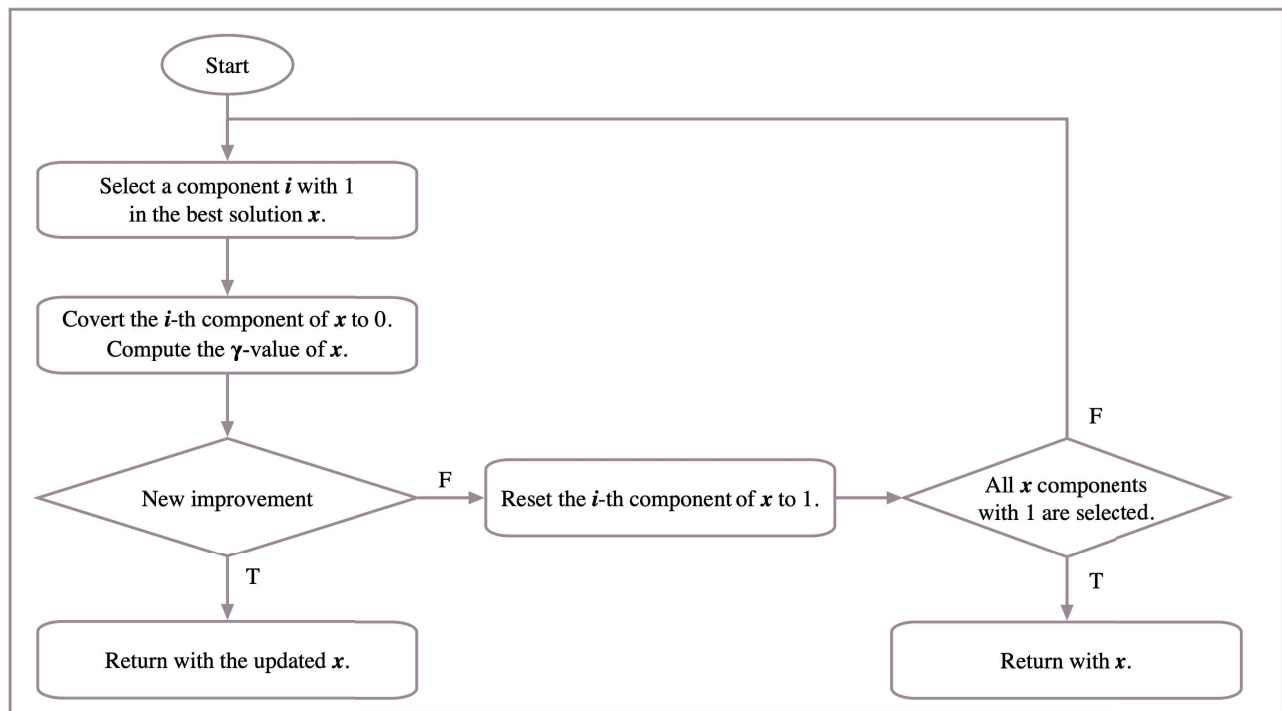 Start
Select a component i with 1
in the best solution x.
Covert the i-th component of x to 0.
Compute the γ-value of x.
New improvement
F
Reset the i-th component of x to 1.
All x components
with 1 are selected.
F
T
T
Return with the updated x.
Return with x.